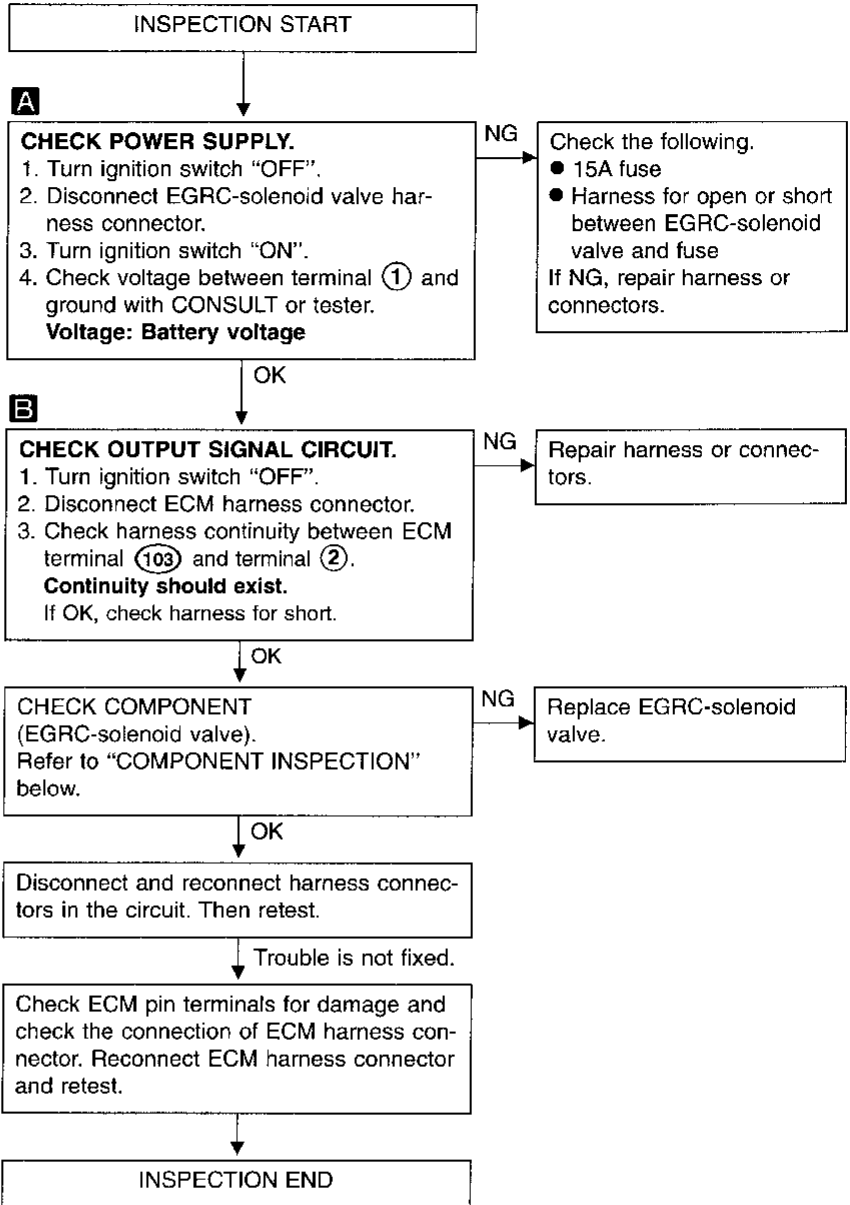 INSPECTION START
A
CHECK POWER SUPPLY.
1. Turn ignition switch “OFF”.
2. Disconnect EGRC-solenoid valve har-
ness connector.
3. Turn ignition switch “ON”.
4. Check voltage between terminal ① and
ground with CONSULT or tester.
Voltage: Battery voltage
NG
Check the following.
● 15A fuse
● Harness for open or short
between EGRC-solenoid
valve and fuse
If NG, repair harness or
connectors.
OK
B
CHECK OUTPUT SIGNAL CIRCUIT.
1. Turn ignition switch “OFF”.
2. Disconnect ECM harness connector.
3. Check harness continuity between ECM
terminal (103) and terminal ②.
Continuity should exist.
If OK, check harness for short.
NG
Repair harness or connec-
tors.
OK
CHECK COMPONENT
(EGRC-solenoid valve).
Refer to “COMPONENT INSPECTION”
below.
NG
Replace EGRC-solenoid
valve.
OK
Disconnect and reconnect harness connec-
tors in the circuit. Then retest.
Trouble is not fixed.
Check ECM pin terminals for damage and
check the connection of ECM harness con-
nector. Reconnect ECM harness connector
and retest.
INSPECTION END